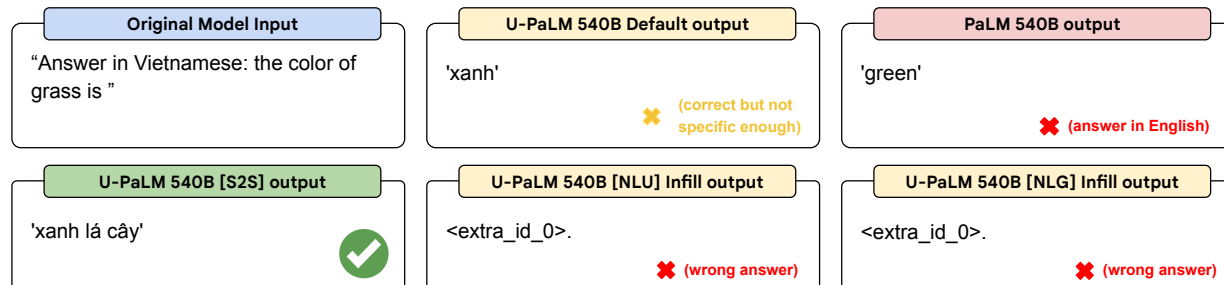 Original Model Input
“Answer in Vietnamese: the color of
grass is ”
U-PaLM 540B Default output
'xanh'
(correct but not
specific enough)
PaLM 540B output
'green'
(answer in English)
U-PaLM 540B [S2S] output
'xanh lá cây'
U-PaLM 540B [NLU] Infill output
<extra_id_0>.
(wrong answer)
U-PaLM 540B [NLG] Infill output
<extra_id_0>.
(wrong answer)